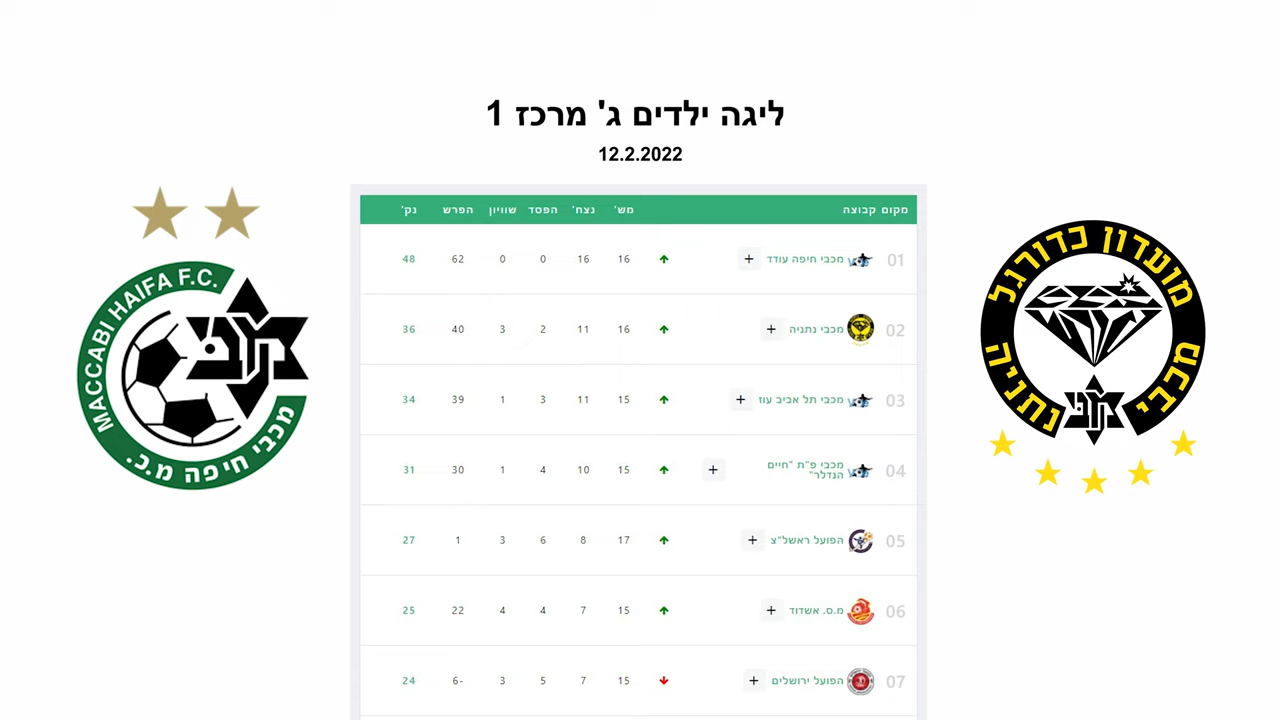 ליגה ילדים ג' מרכז 1
12.2.2022
MACCABI HAIFA F.C.
מכבי חיפה מ.כ.
מועדון כדורגל
מכבי נתניה
מקום קבוצה מש' נצח' הפסד שוויון הפרש נק'
01 מכבי חיפה עודד + 16 16 0 0 62 48
02 מכבי נתניה + 16 11 2 3 40 36
03 מכבי תל אביב עוז + 15 11 3 1 39 34
04 מכבי פ"ת "חיים הנדלר" + 15 10 4 1 30 31
05 הפועל ראשל"צ + 17 8 6 3 1 27
06 מ.ס. אשדוד + 15 7 4 4 22 25
07 הפועל ירושלים + 15 7 5 3 6- 24